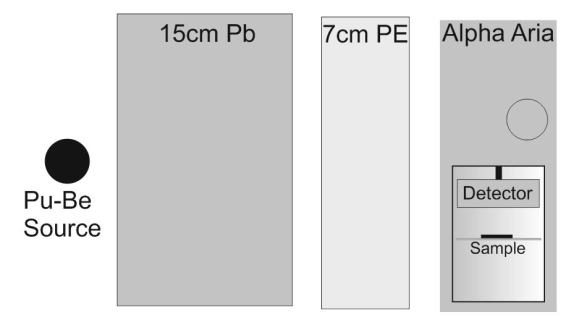 15cm Pb
7cm PE
Alpha Aria
Pu-Be
Source
Detector
Sample